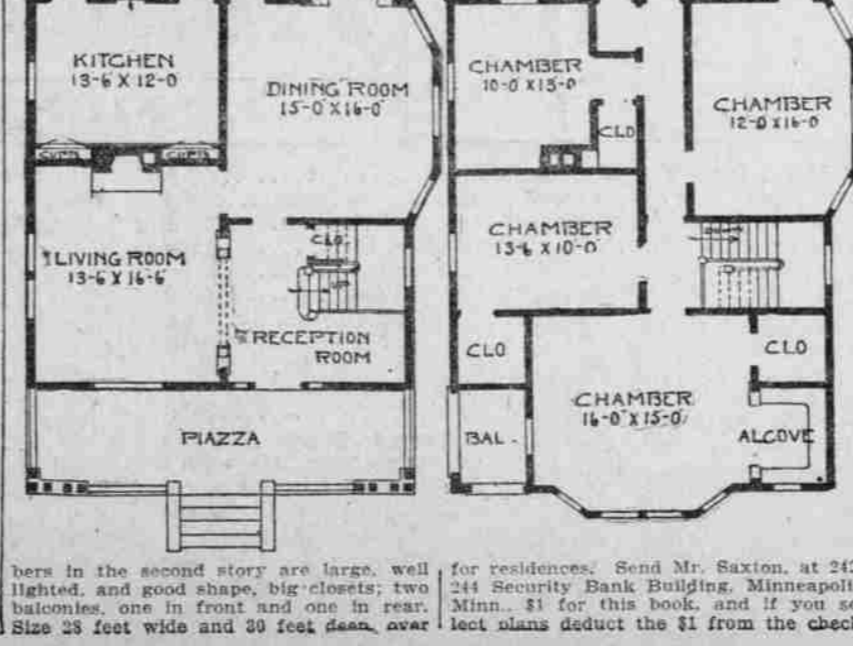 KITCHEN
13-6 X 12-0
DINING ROOM
15-0 X 16-0
LIVING ROOM
13-6 X 16-6
CLO
RECEPTION
ROOM
PIAZZA
CHAMBER
10-0 X 13-0
CLO
CHAMBER
12-0 X 16-0
CHAMBER
13-6 X 10-0
CLO
CLO
CHAMBER
16-0 X 15-0
BAL
ALCOVE
bers in the second story are large, well
lighted, and good shape, big closets; two
balconies, one in front and one in rear.
Size 28 feet wide and 30 feet deep, over
for residences. Send Mr. Saxton, at 242
244 Security Bank Building, Minneapoli
Minn., $1 for this book, and if you se
lect plans deduct the $1 from the check